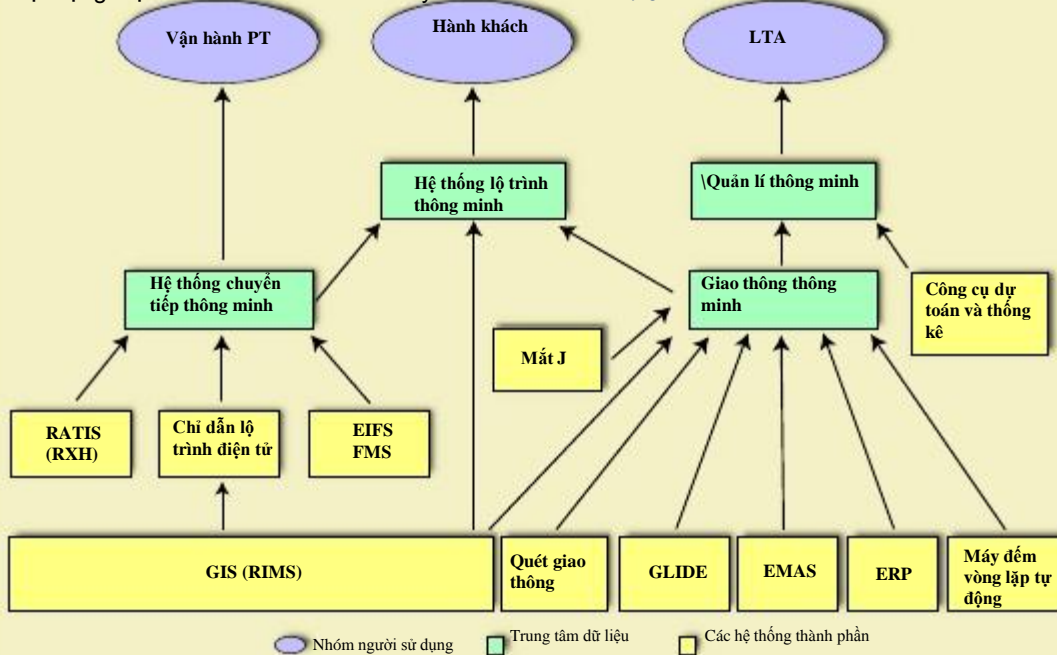 Vận hành PT
Hành khách
LTA
Hệ thống lộ trình
thông minh
\Quản lí thông minh
Hệ thống chuyển
tiếp thông minh
Giao thông thông
minh
Công cụ dự
toán và thống
kê
Mắt J
RATIS
(RXH)
Chỉ dẫn lộ
trình điện tử
EIFS
FMS
GIS (RIMS)
Quét giao
thông
GLIDE
EMAS
ERP
Máy đếm
vòng lặp tự
động
Nhóm người sử dụng
Trung tâm dữ liệu
Các hệ thống thành phần